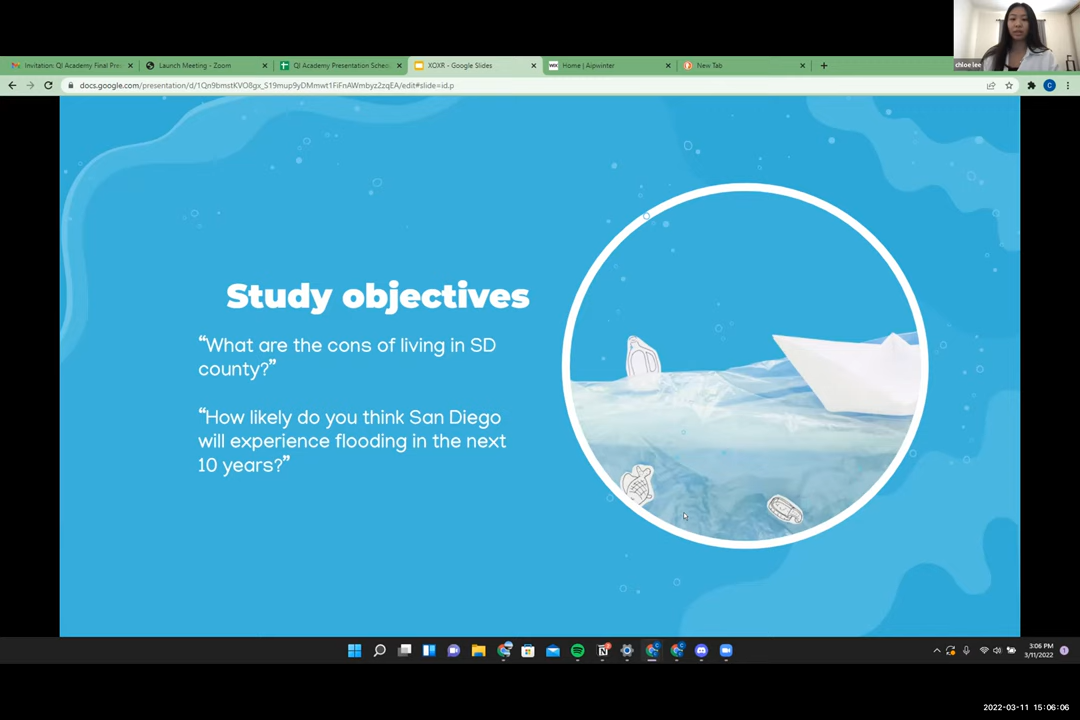 chloe lee
Invitation: QI Academy Final Pre
Launch Meeting - Zoom
QI Academy Presentation Sched
XOXR - Google Slides
Home | Aipwinter
New Tab
Study objectives
“What are the cons of living in SD
county?”
“How likely do you think San Diego
will experience flooding in the next
10 years?”
3:06 PM
3/11/2022
2022-03-11 15:06:06